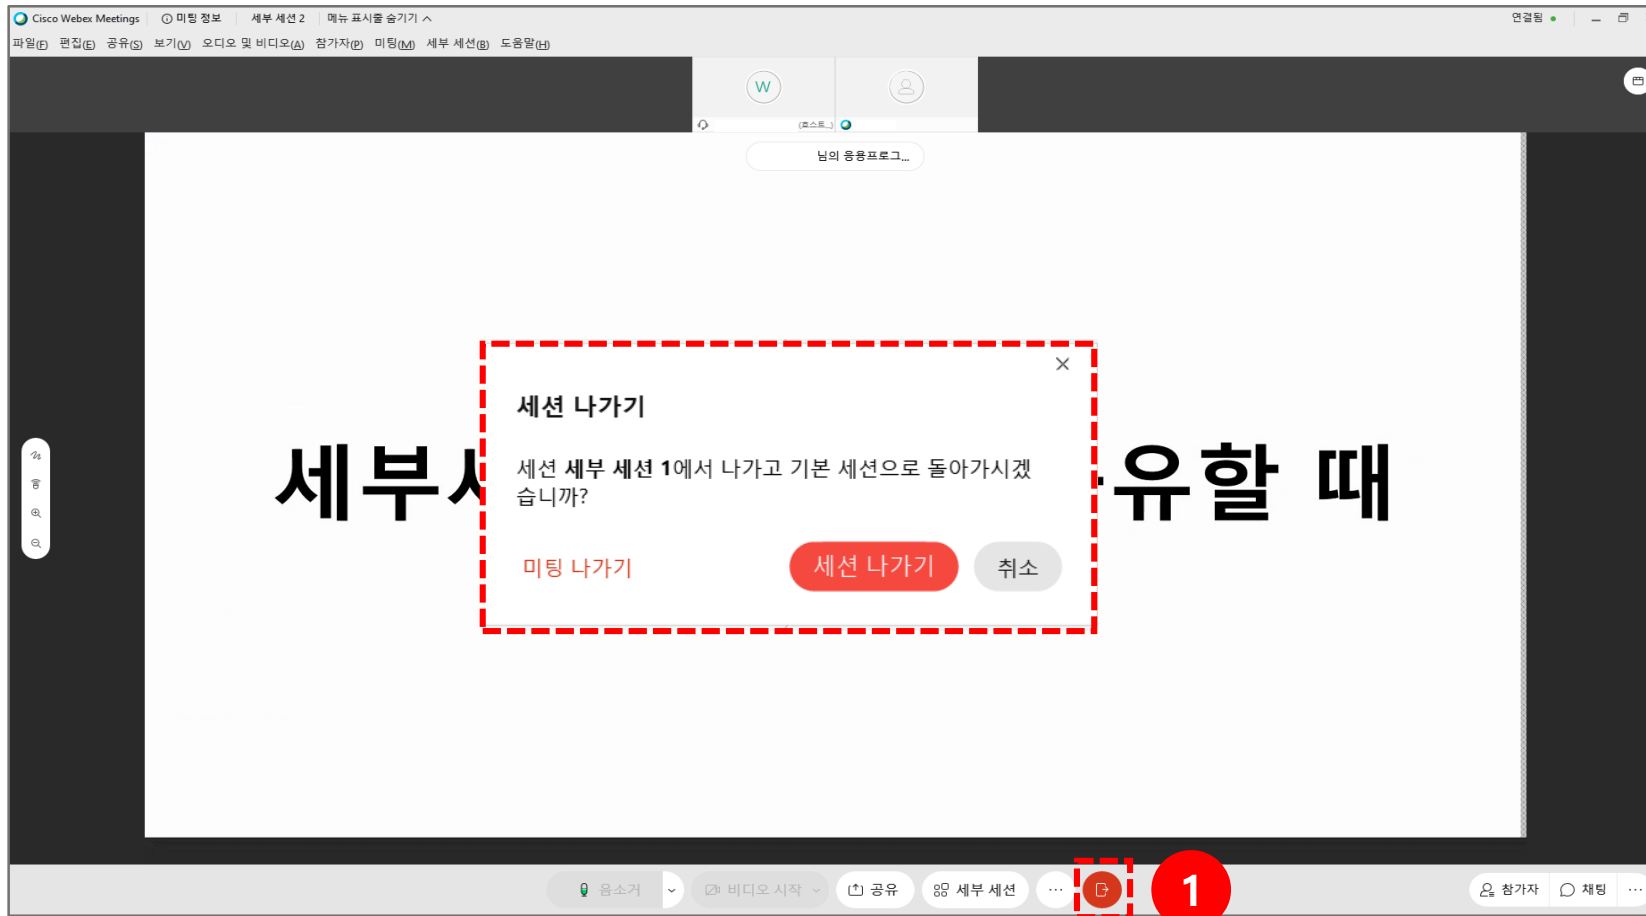 Cisco Webex Meetings 미팅 정보 세부 세션 2 메뉴 표시줄 숨기기 연결됨
파일(F) 편집(E) 공유(S) 보기(V) 오디오 및 비디오(A) 참가자(P) 미팅(M) 세부 세션(B) 도움말(H)
W
(호스트...)
님의 응용프로그...
세션 나가기
세션 세부 세션 1에서 나가고 기본 세션으로 돌아가시겠
습니까?
세부 유할 때
미팅 나가기 세션 나가기 취소
음소거 비디오 시작 공유 세부 세션 ... 1 참가자 채팅 ...